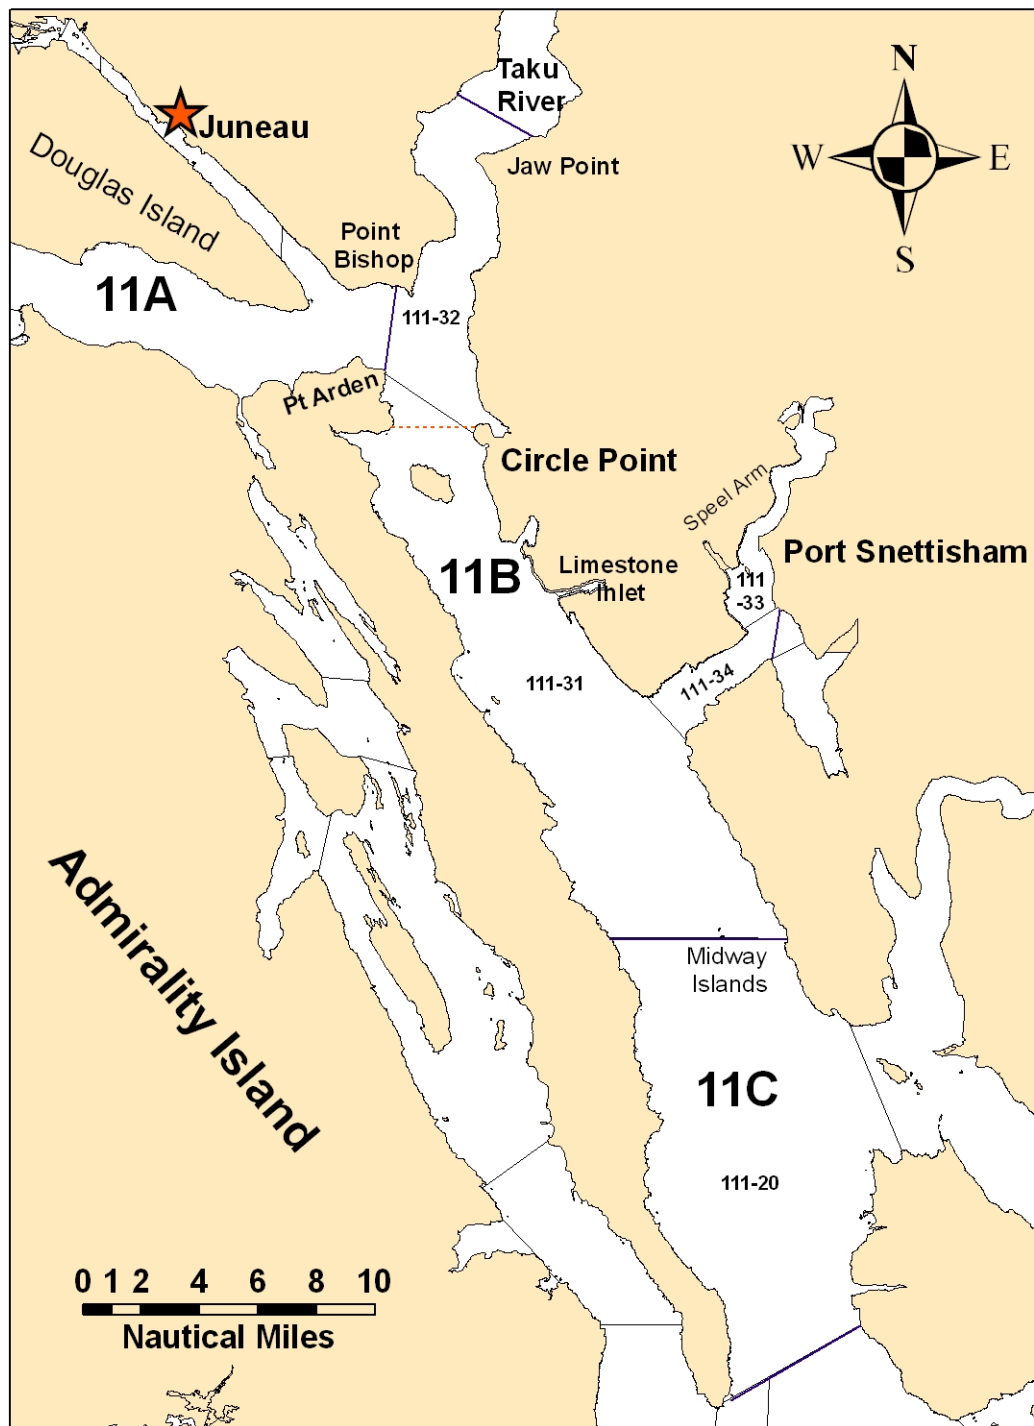 Taku
River
N
Juneau
W
E
Jaw Point
Douglas Island
S
Point
Bishop
11A
111-32
Pt Arden
Circle Point
Speel Arm
Port Snettisham
11B
Limestone
Inlet
111
-33
111-31
111-34
Admirality Island
Midway
Islands
11C
111-20
0 1 2 4 6 8 10
Nautical Miles